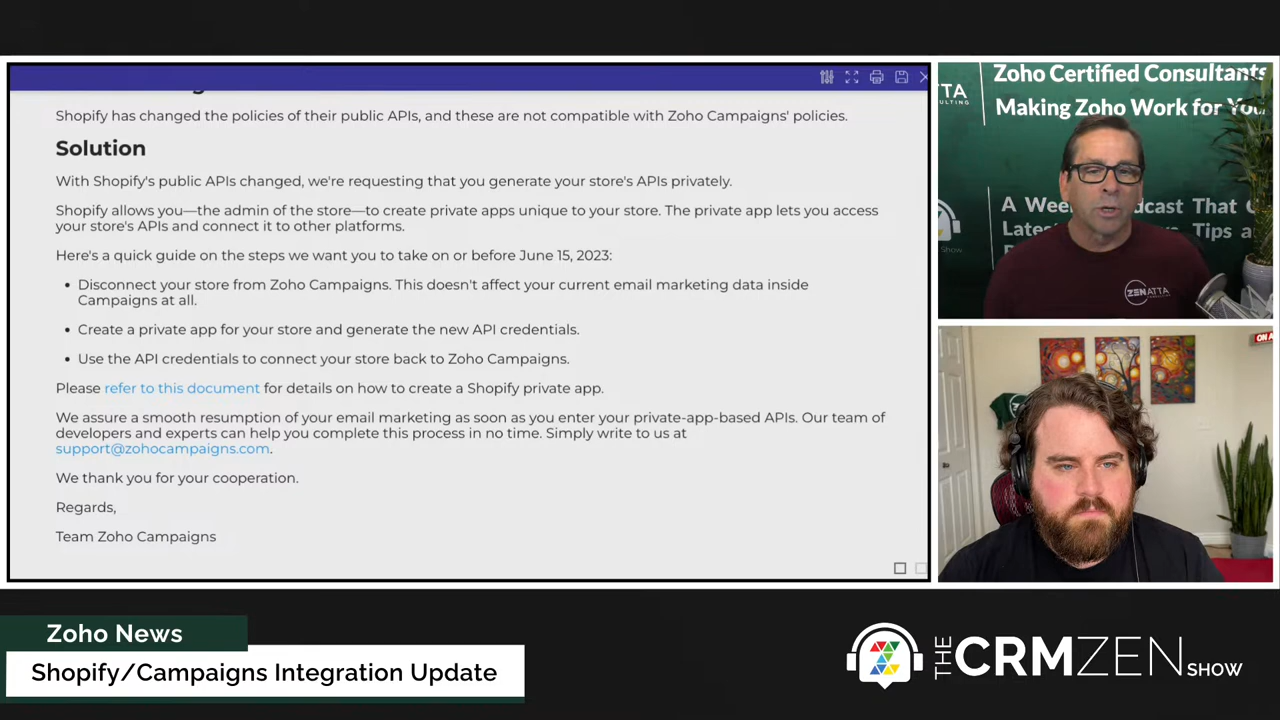 Shopify has changed the policies of their public APIs, and these are not compatible with Zoho Campaigns' policies.
Solution
With Shopify's public APIs changed, we're requesting that you generate your store's APIs privately.
Shopify allows you—the admin of the store—to create private apps unique to your store. The private app lets you access
your store's APIs and connect it to other platforms.
Here's a quick guide on the steps we want you to take on or before June 15, 2023:
• Disconnect your store from Zoho Campaigns. This doesn't affect your current email marketing data inside
Campaigns at all.
• Create a private app for your store and generate the new API credentials.
• Use the API credentials to connect your store back to Zoho Campaigns.
Please refer to this document for details on how to create a Shopify private app.
We assure a smooth resumption of your email marketing as soon as you enter your private-app-based APIs. Our team of
developers and experts can help you complete this process in no time. Simply write to us at
support@zohocampaigns.com.
We thank you for your cooperation.
Regards,
Team Zoho Campaigns
Zoho Certified Consultants
Making Zoho Work for You
A Week
dcast That
Late
Tips a
Show
ZENATTA
CONSULTING
ON A
Zoho News
Shopify/Campaigns Integration Update
THE CRMZEN SHOW